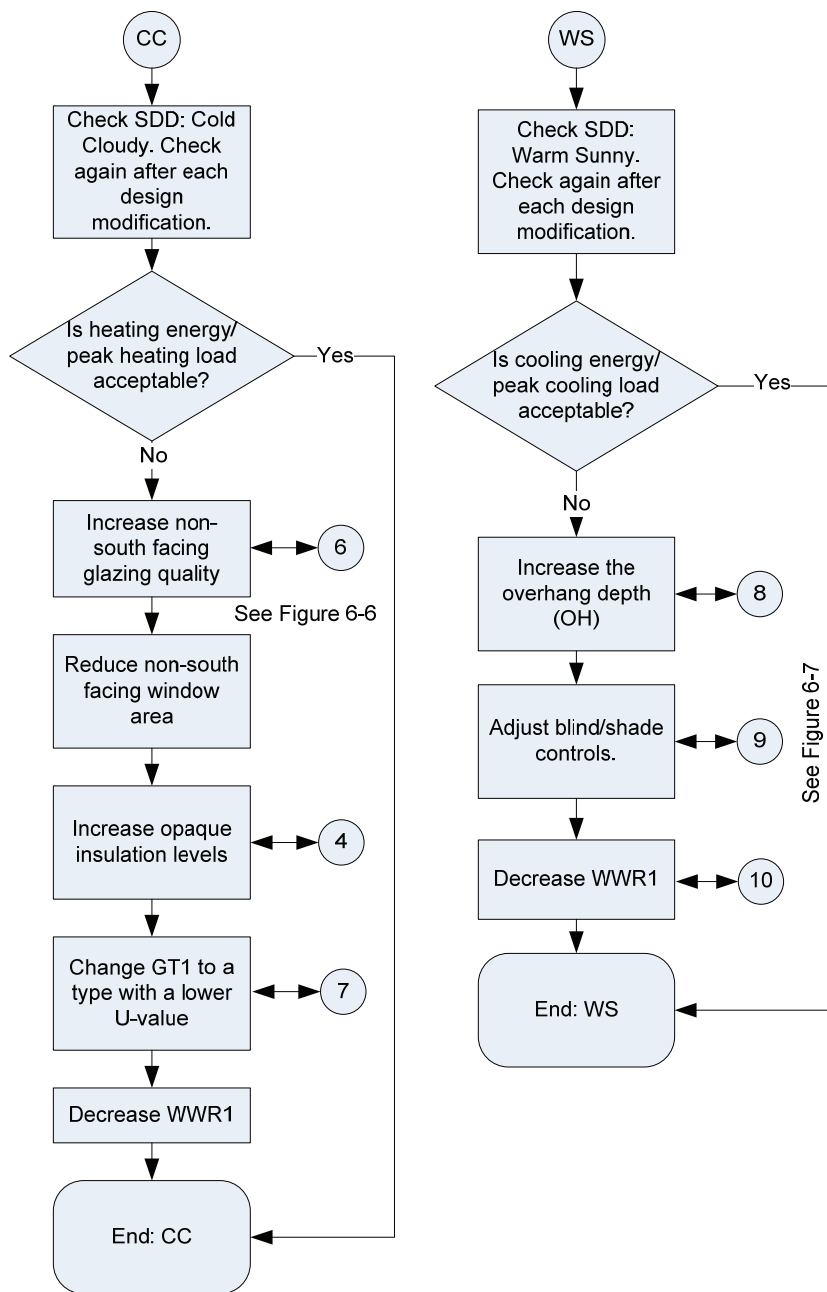 CC
Check SDD: Cold
Cloudy. Check
again after each
design
modification.
Is heating energy/
peak heating load
acceptable?
Yes
No
Increase non-
south facing
glazing quality
6
See Figure 6-6
Reduce non-south
facing window
area
Increase opaque
insulation levels
4
Change GT1 to a
type with a lower
U-value
7
Decrease WWR1
End: CC
WS
Check SDD:
Warm Sunny.
Check again after
each design
modification.
Is cooling energy/
peak cooling load
acceptable?
Yes
No
Increase the
overhang depth
(OH)
8
Adjust blind/shade
controls.
9
See Figure 6-7
Decrease WWR1
10
End: WS